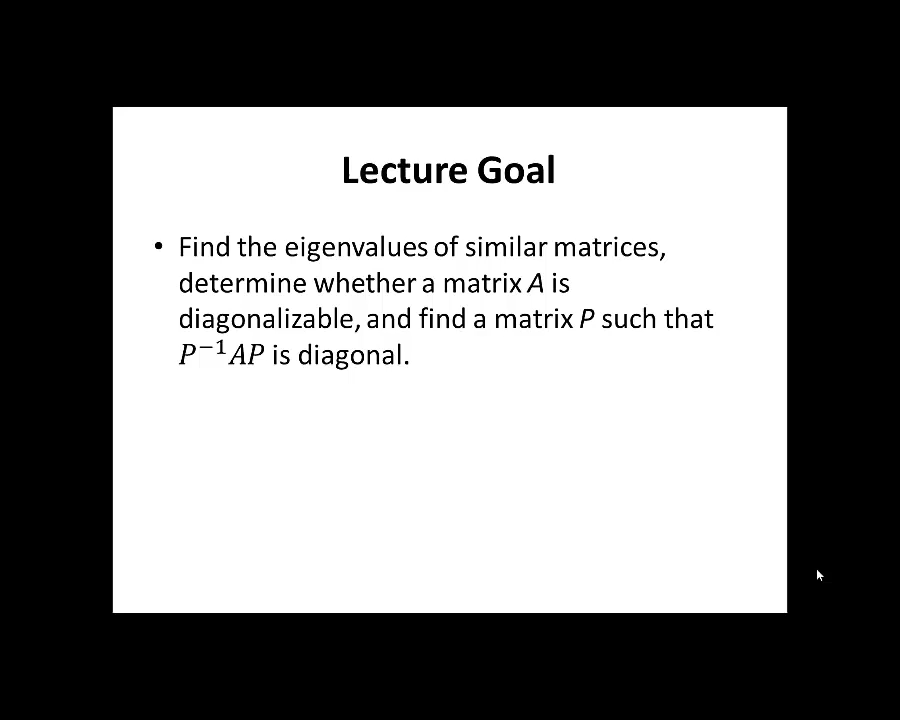 Lecture Goal
• Find the eigenvalues of similar matrices,
determine whether a matrix A is
diagonalizable, and find a matrix P such that
P⁻¹AP is diagonal.